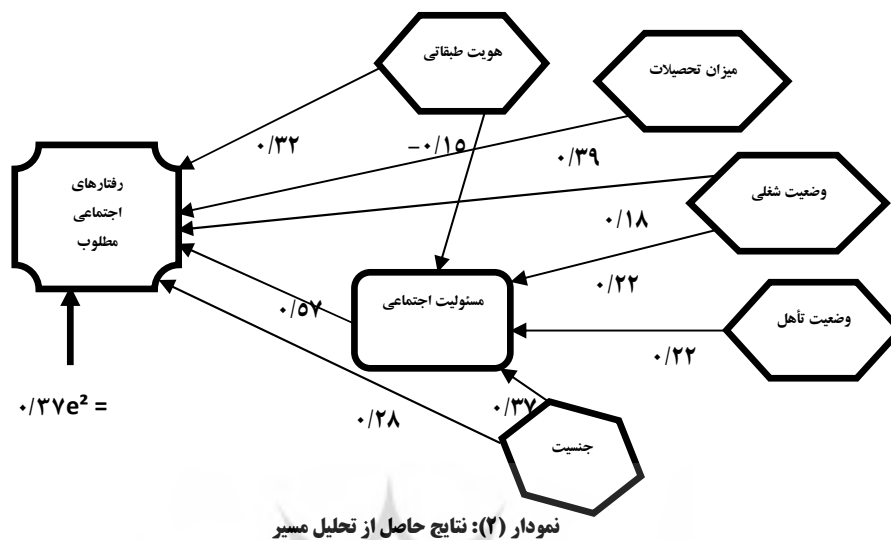 هویت طبقاتی
میزان تحصیلات
۰/۳۲
−۰/۱۵
۰/۳۹
رفتارهای
اجتماعی
مطلوب
وضعیت شغلی
۰/۱۸
۰/۲۲
مسئولیت اجتماعی
۰/۵۷
وضعیت تأهل
۰/۲۲
۰/۳۷e² =
۰/۲۸
۰/۳۷
جنسیت
نمودار (۲): نتایج حاصل از تحلیل مسیر